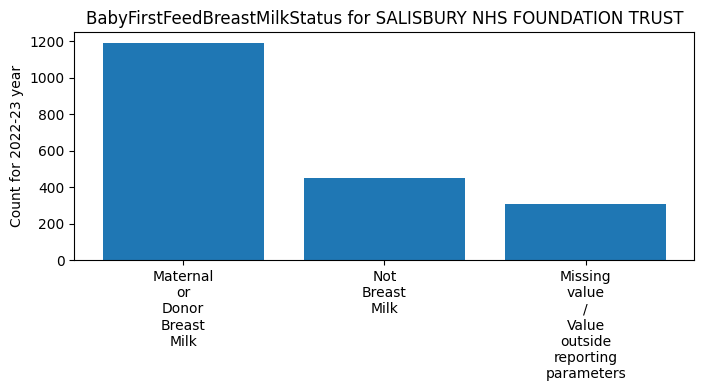 BabyFirstFeedBreastMilkStatus for SALISBURY NHS FOUNDATION TRUST
Count for 2022-23 year
1200
1000
800
600
400
200
0
Maternal
or
Donor
Breast
Milk
Not
Breast
Milk
Missing
value
/
Value
outside
reporting
parameters